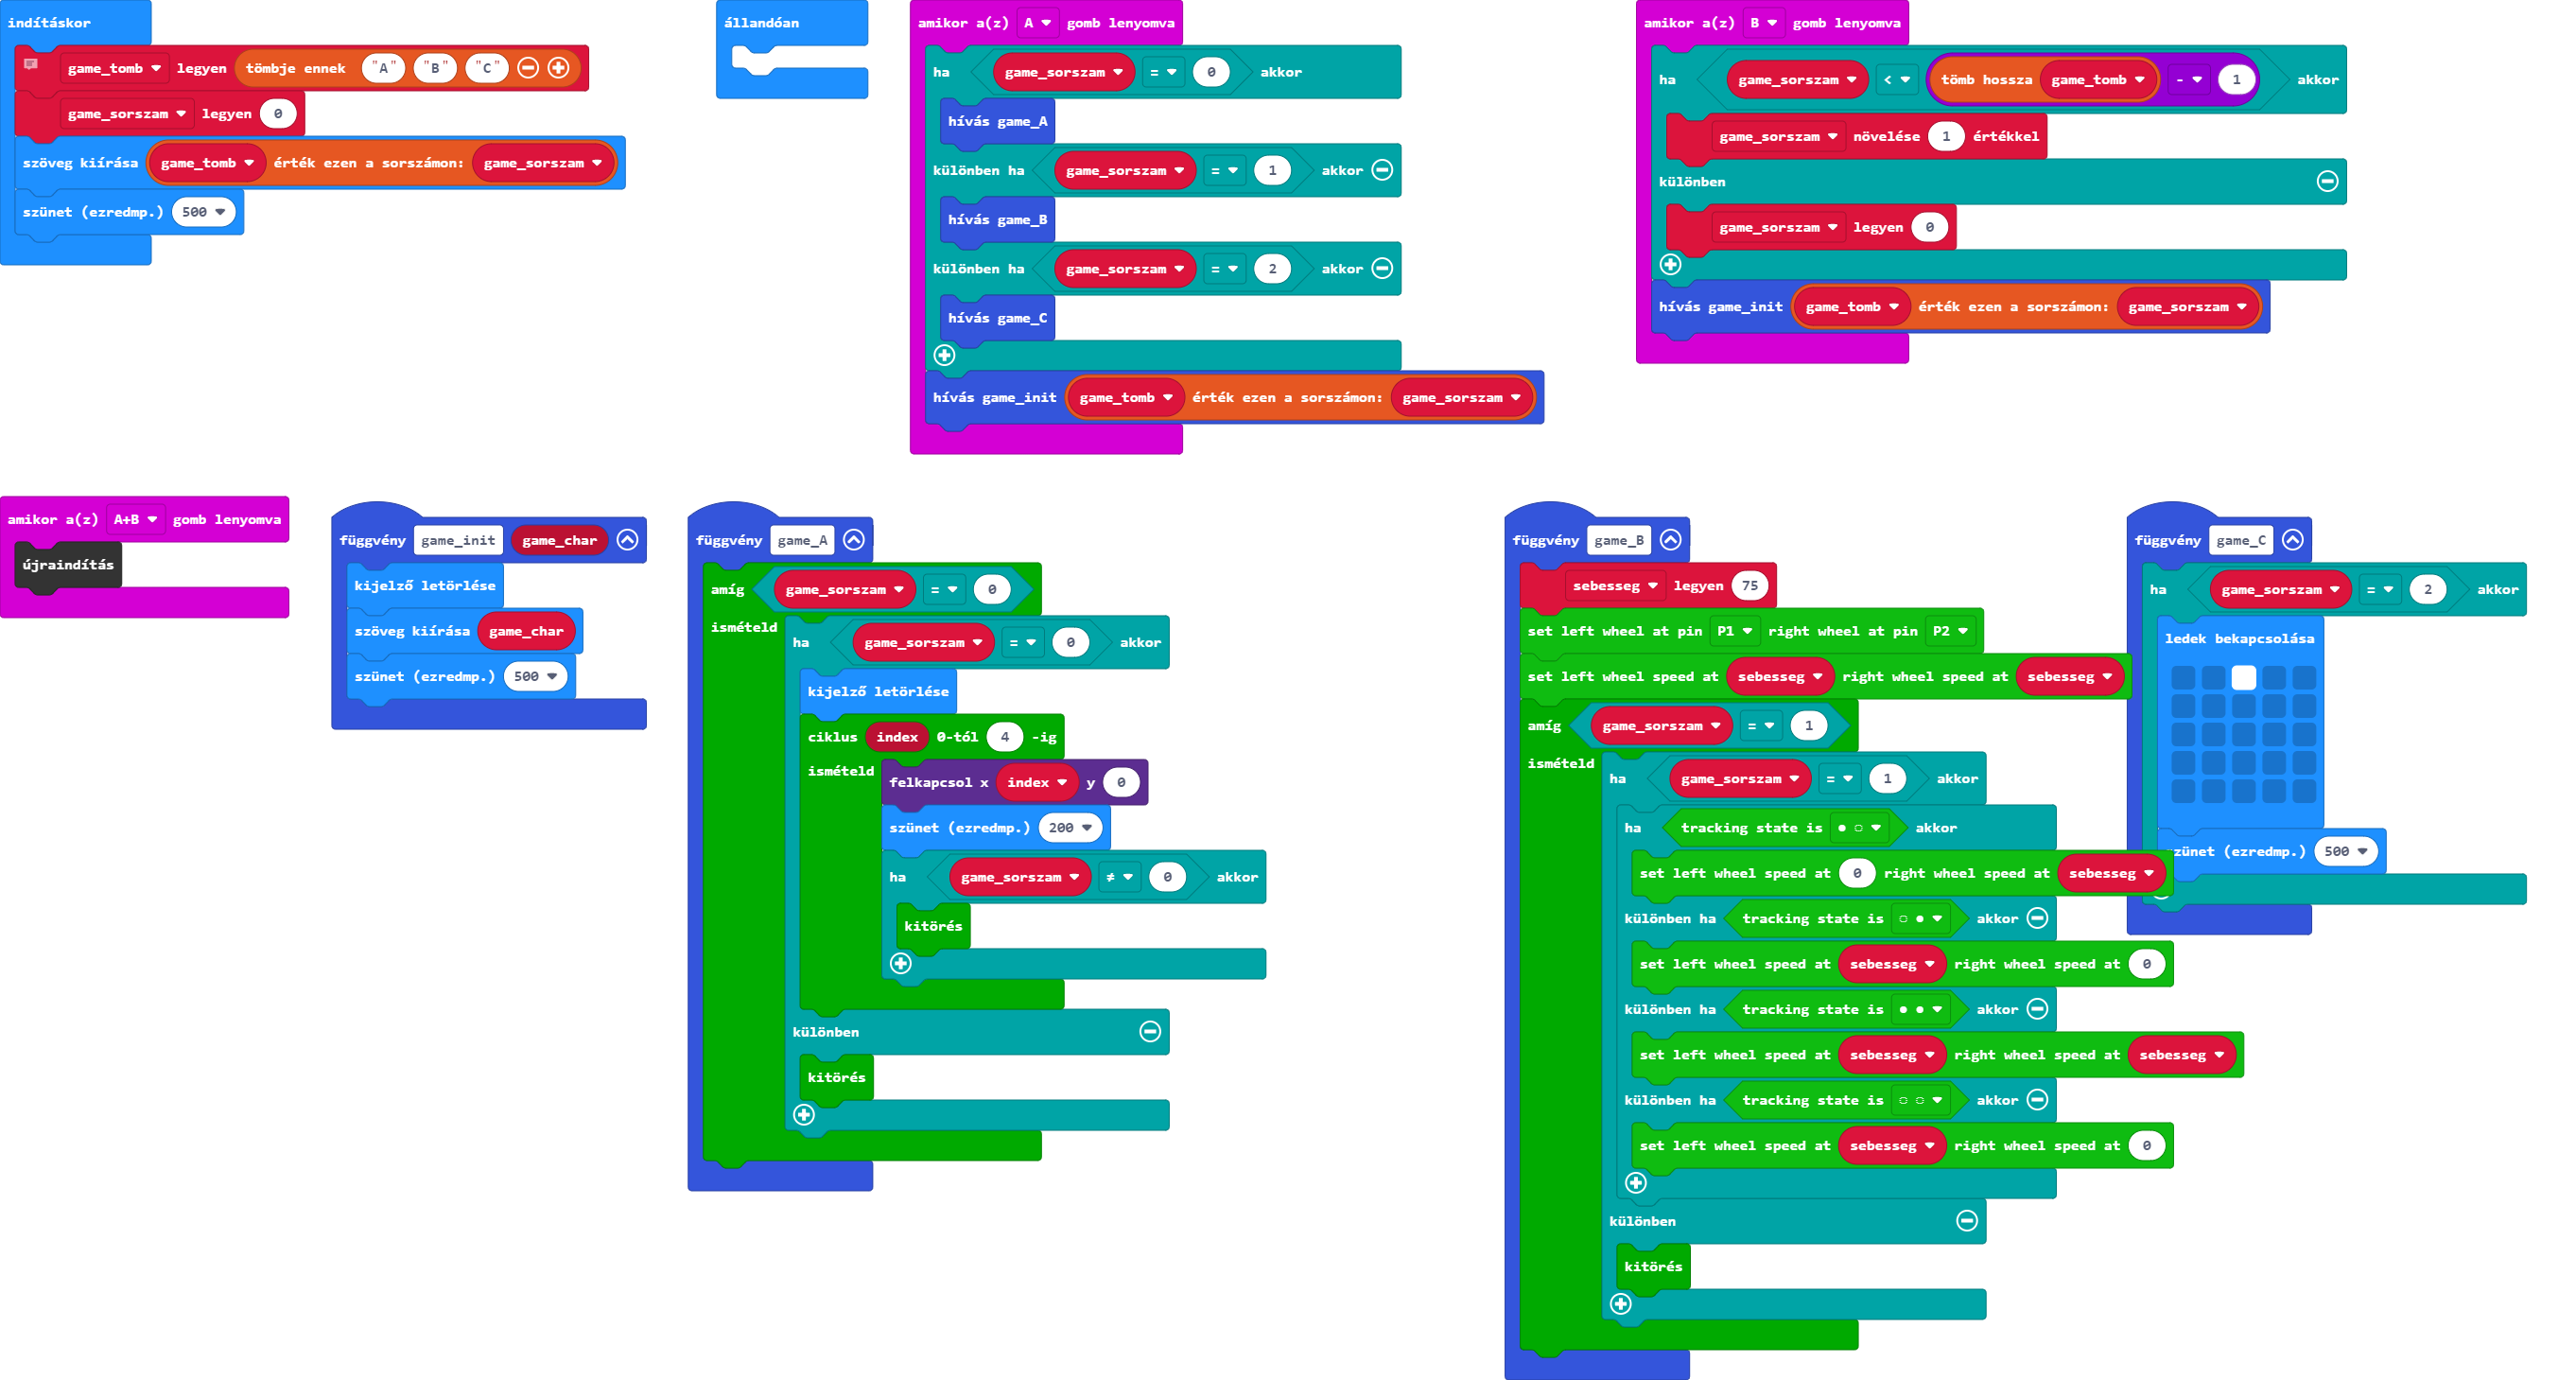 indításkor
game_tomb legyen tömbje ennek "A" "B" "C"
game_sorszam legyen 0
szöveg kiírása game_tomb érték ezen a sorszámon: game_sorszam
szünet (ezredmp.) 500
állandóan
amikor a(z) A gomb lenyomva
ha game_sorszam = 0 akkor
hívás game_A
különben ha game_sorszam = 1 akkor
hívás game_B
különben ha game_sorszam = 2 akkor
hívás game_C
hívás game_init game_tomb érték ezen a sorszámon: game_sorszam
amikor a(z) B gomb lenyomva
ha game_sorszam < tömb hossza game_tomb - 1 akkor
game_sorszam növelése 1 értékkel
különben
game_sorszam legyen 0
hívás game_init game_tomb érték ezen a sorszámon: game_sorszam
amikor a(z) A+B gomb lenyomva
újraindítás
függvény game_init game_char
kijelző letörlése
szöveg kiírása game_char
szünet (ezredmp.) 500
függvény game_A
amíg game_sorszam = 0
ismételd
ha game_sorszam = 0 akkor
kijelző letörlése
ciklus index 0-tól 4 -ig
ismételd
felkapcsol x index y 0
szünet (ezredmp.) 200
ha game_sorszam ≠ 0 akkor
kitörés
különben
kitörés
függvény game_B
sebesseg legyen 75
set left wheel at pin P1 right wheel at pin P2
set left wheel speed at sebesseg right wheel speed at sebesseg
amíg game_sorszam = 1
ismételd
ha game_sorszam = 1 akkor
ha tracking state is ● ○ akkor
set left wheel speed at 0 right wheel speed at sebesseg
különben ha tracking state is ○ ● akkor
set left wheel speed at sebesseg right wheel speed at 0
különben ha tracking state is ● ● akkor
set left wheel speed at sebesseg right wheel speed at sebesseg
különben ha tracking state is ○ ○ akkor
set left wheel speed at sebesseg right wheel speed at 0
különben
kitörés
függvény game_C
ha game_sorszam = 2 akkor
ledek bekapcsolása
szünet (ezredmp.) 500